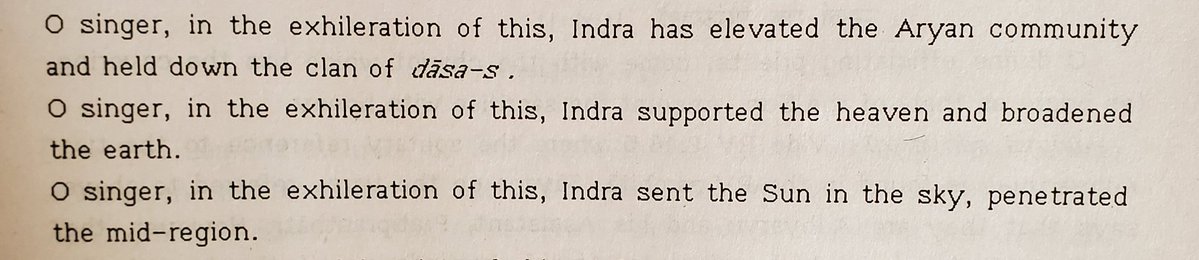 O singer, in the exhileration of this, Indra has elevated the Aryan community
and held down the clan of dāsa-s .
O singer, in the exhileration of this, Indra supported the heaven and broadened
the earth.
O singer, in the exhileration of this, Indra sent the Sun in the sky, penetrated
the mid-region.